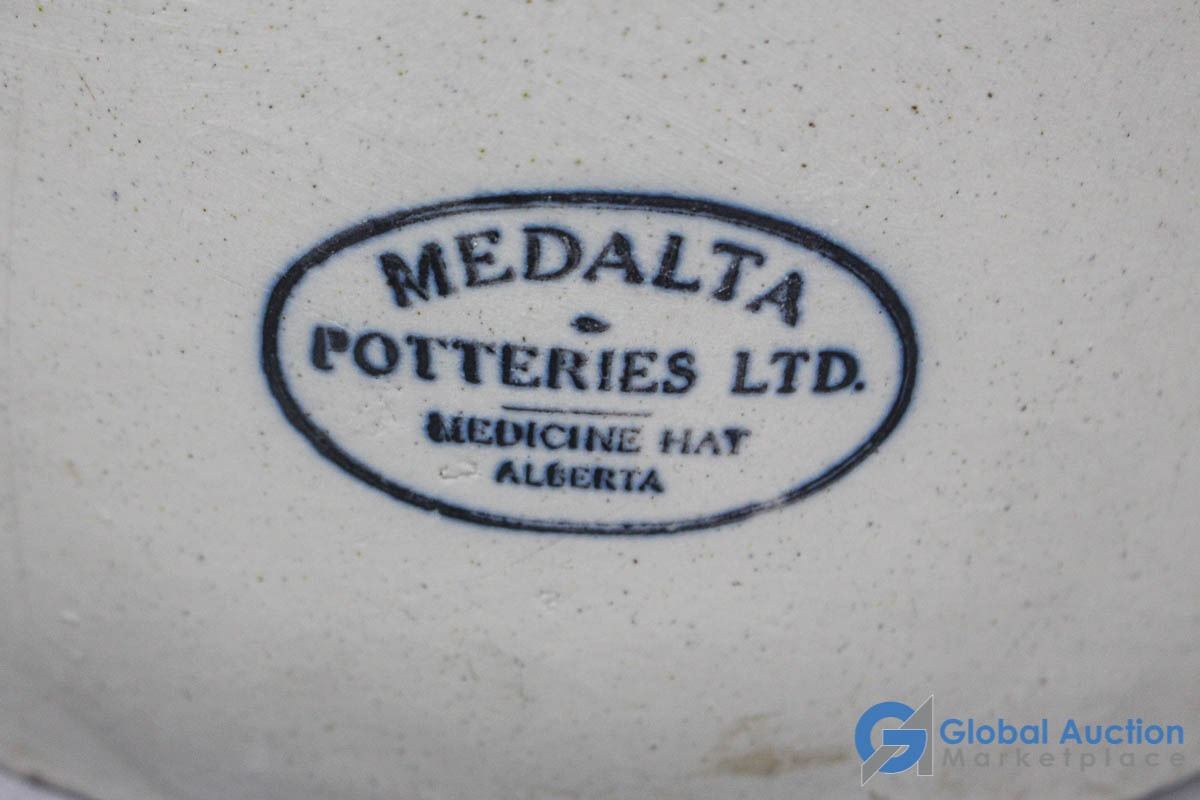 MEDALTA
POTTERIES LTD.
MEDICINE HAT
ALBERTA
Global Auction
Marketplace